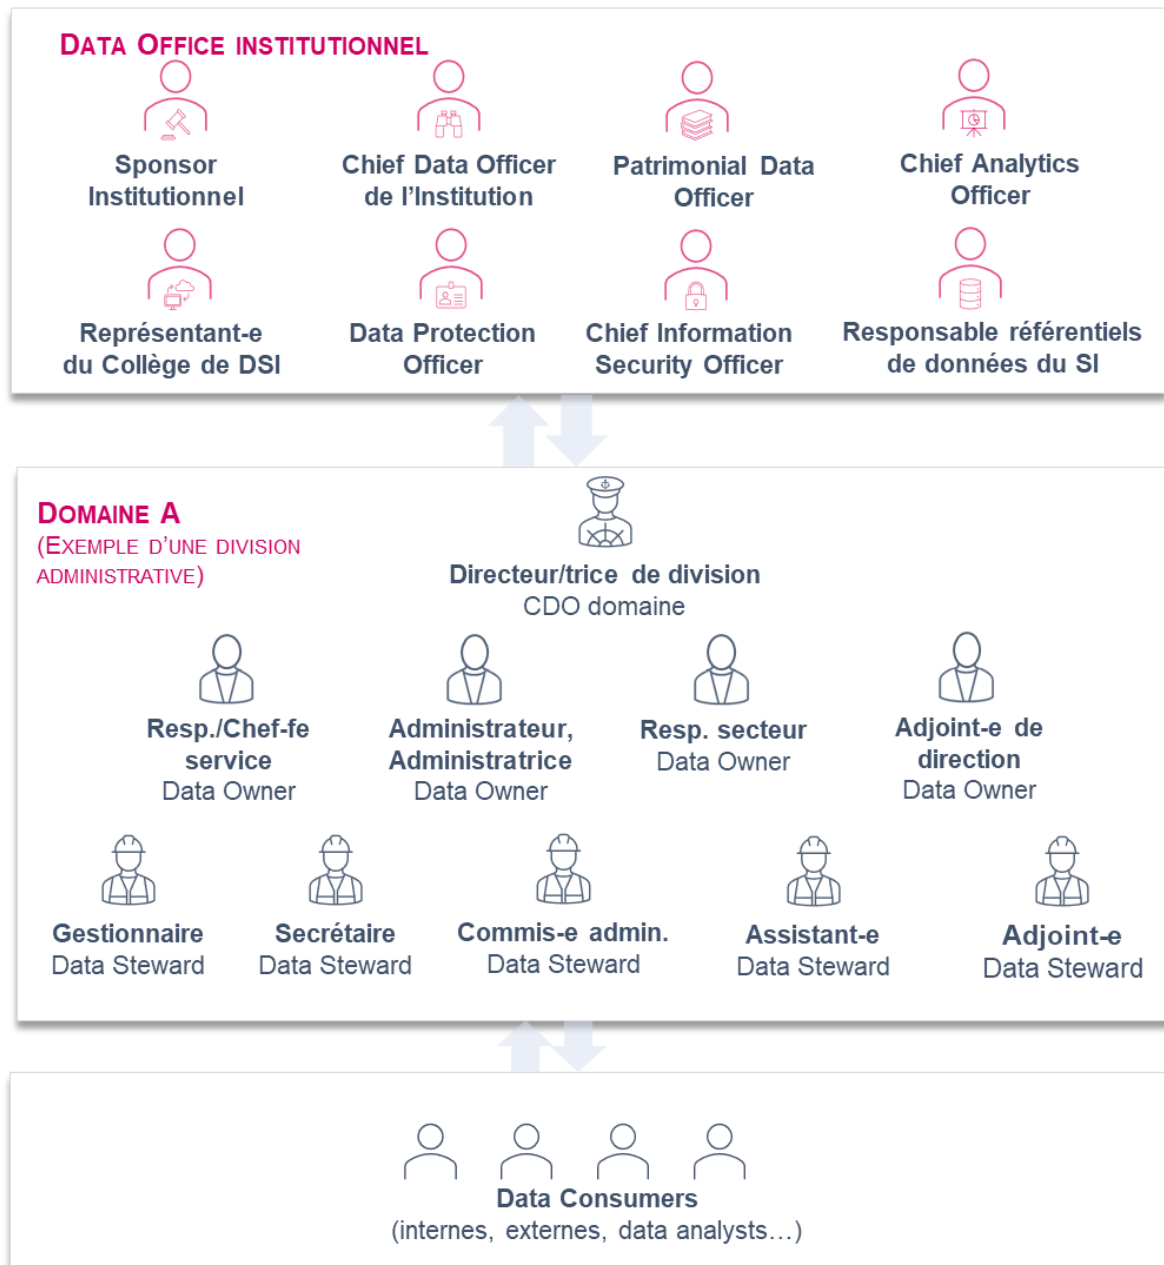 DATA OFFICE INSTITUTIONNEL
Sponsor
Institutionnel
Chief Data Officer
de l'Institution
Patrimonial Data
Officer
Chief Analytics
Officer
Représentant-e
du Collège de DSI
Data Protection
Officer
Chief Information
Security Officer
Responsable référentiels
de données du SI
DOMAINE A
(EXEMPLE D'UNE DIVISION
ADMINISTRATIVE)
Directeur/trice de division
CDO domaine
Resp./Chef-fe
service
Data Owner
Administrateur,
Administratrice
Data Owner
Resp. secteur
Data Owner
Adjoint-e de
direction
Data Owner
Gestionnaire
Data Steward
Secrétaire
Data Steward
Commis-e admin.
Data Steward
Assistant-e
Data Steward
Adjoint-e
Data Steward
Data Consumers
(internes, externes, data analysts…)